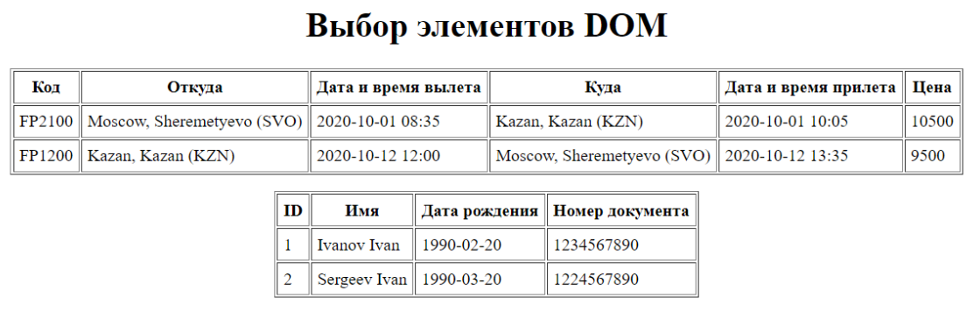 Выбор элементов DOM
Код Откуда Дата и время вылета Куда Дата и время прилета Цена
FP2100 Moscow, Sheremetyevo (SVO) 2020-10-01 08:35 Kazan, Kazan (KZN) 2020-10-01 10:05 10500
FP1200 Kazan, Kazan (KZN) 2020-10-12 12:00 Moscow, Sheremetyevo (SVO) 2020-10-12 13:35 9500
ID Имя Дата рождения Номер документа
1 Ivanov Ivan 1990-02-20 1234567890
2 Sergeev Ivan 1990-03-20 1224567890